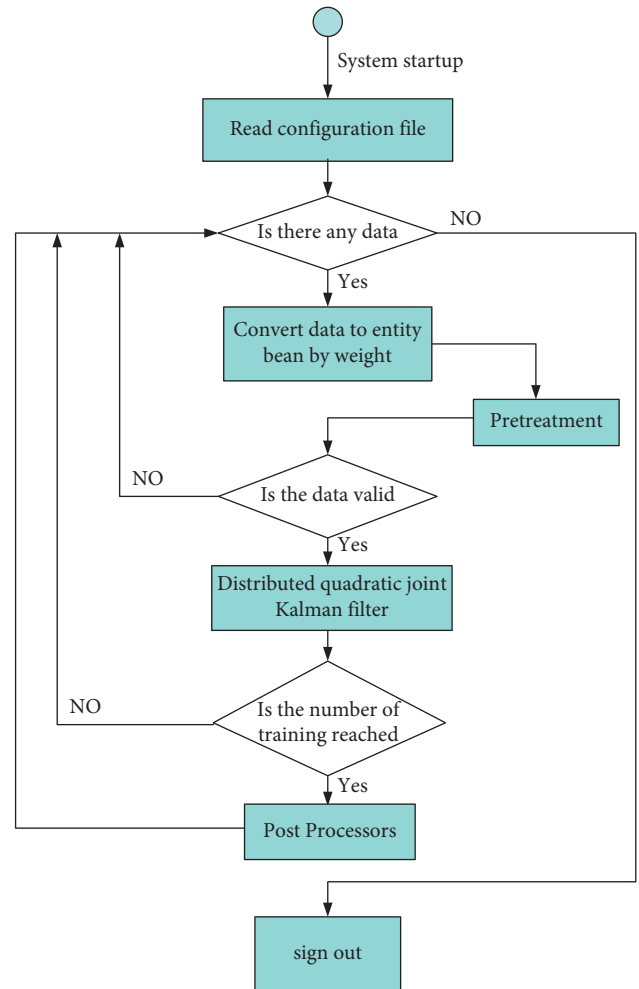 System startup
Read configuration file
Is there any data
NO
Yes
Convert data to entity
bean by weight
Pretreatment
Is the data valid
NO
Yes
Distributed quadratic joint
Kalman filter
Is the number of
training reached
NO
Yes
Post Processors
sign out